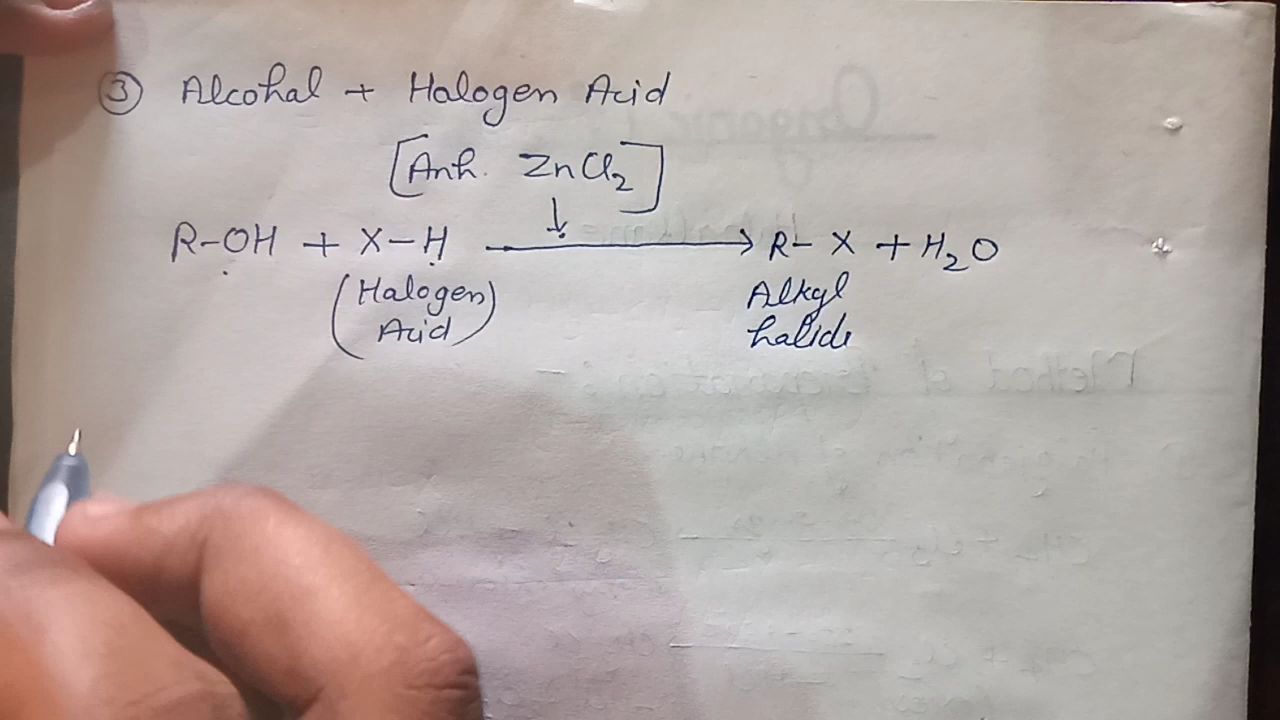 ③ Alcohal + Halogen Acid
[Anh. ZnCl₂]
↓
R-OH + X-H ⟶ R-X + H₂O
(Halogen Acid) Alkyl halide